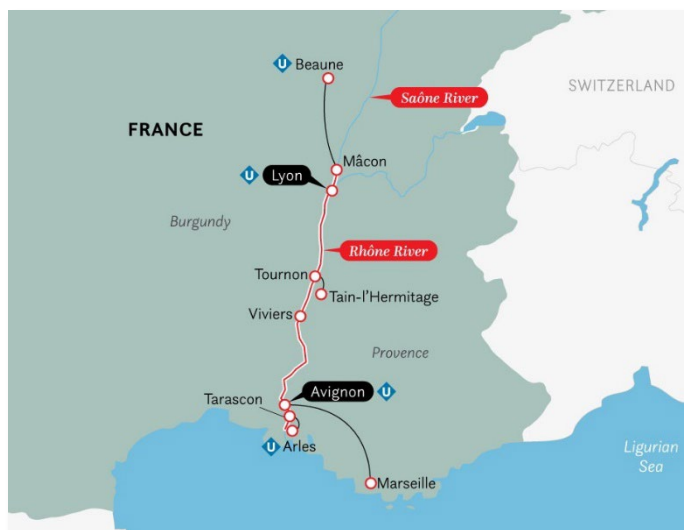 U Beaune
Saône River
SWITZERLAND
FRANCE
Mâcon
U Lyon
Burgundy
Rhône River
Tournon
Tain-l'Hermitage
Viviers
Provence
Tarascon
Avignon U
U Arles
Marseille
Ligurian
Sea